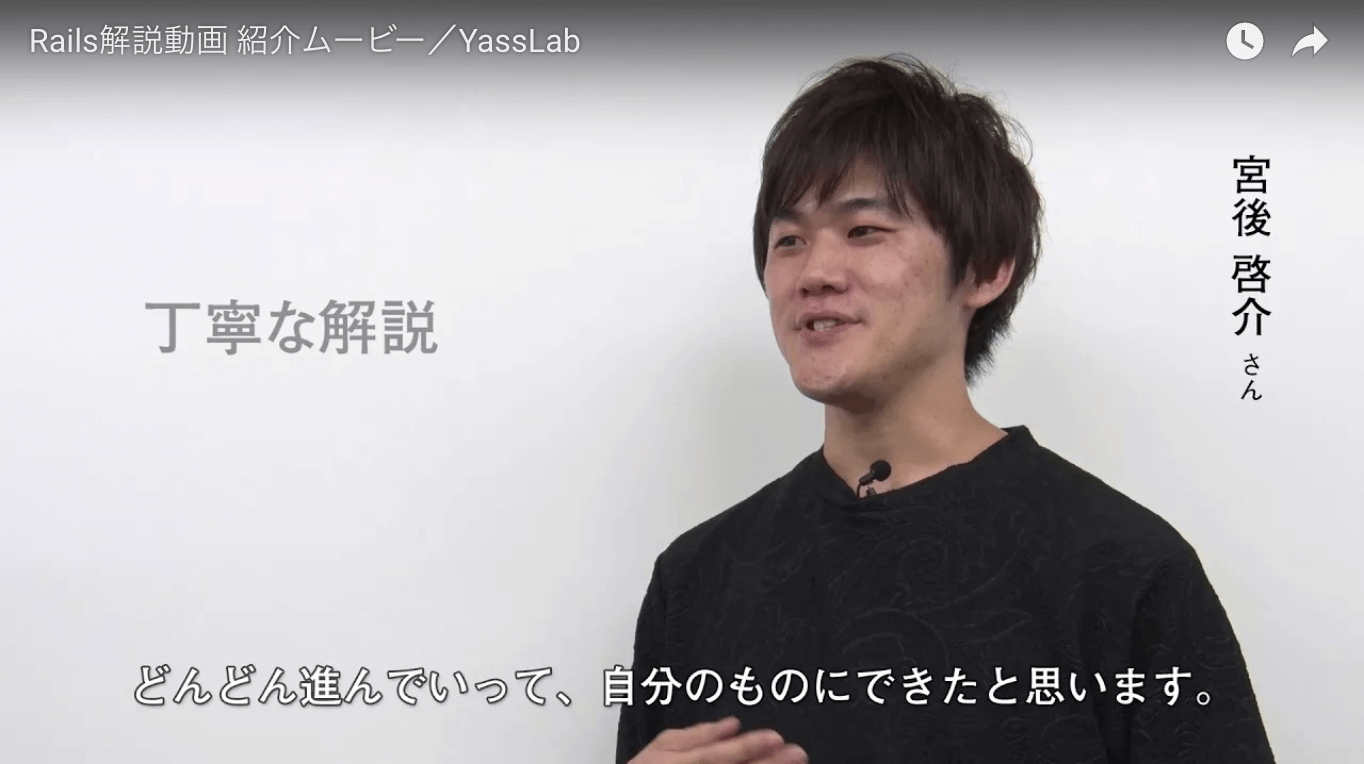 Rails解説動画 紹介ムービー／YassLab
宮後 啓介 さん
丁寧な解説
どんどん進んでいって、自分のものにできたと思います。